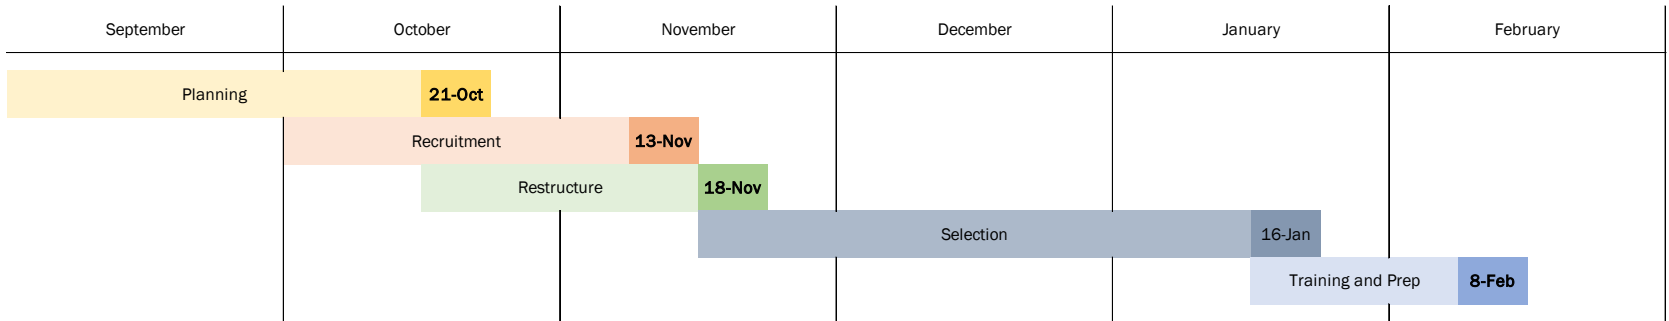 September October November December January February
Planning 21-Oct
Recruitment 13-Nov
Restructure 18-Nov
Selection 16-Jan
Training and Prep 8-Feb